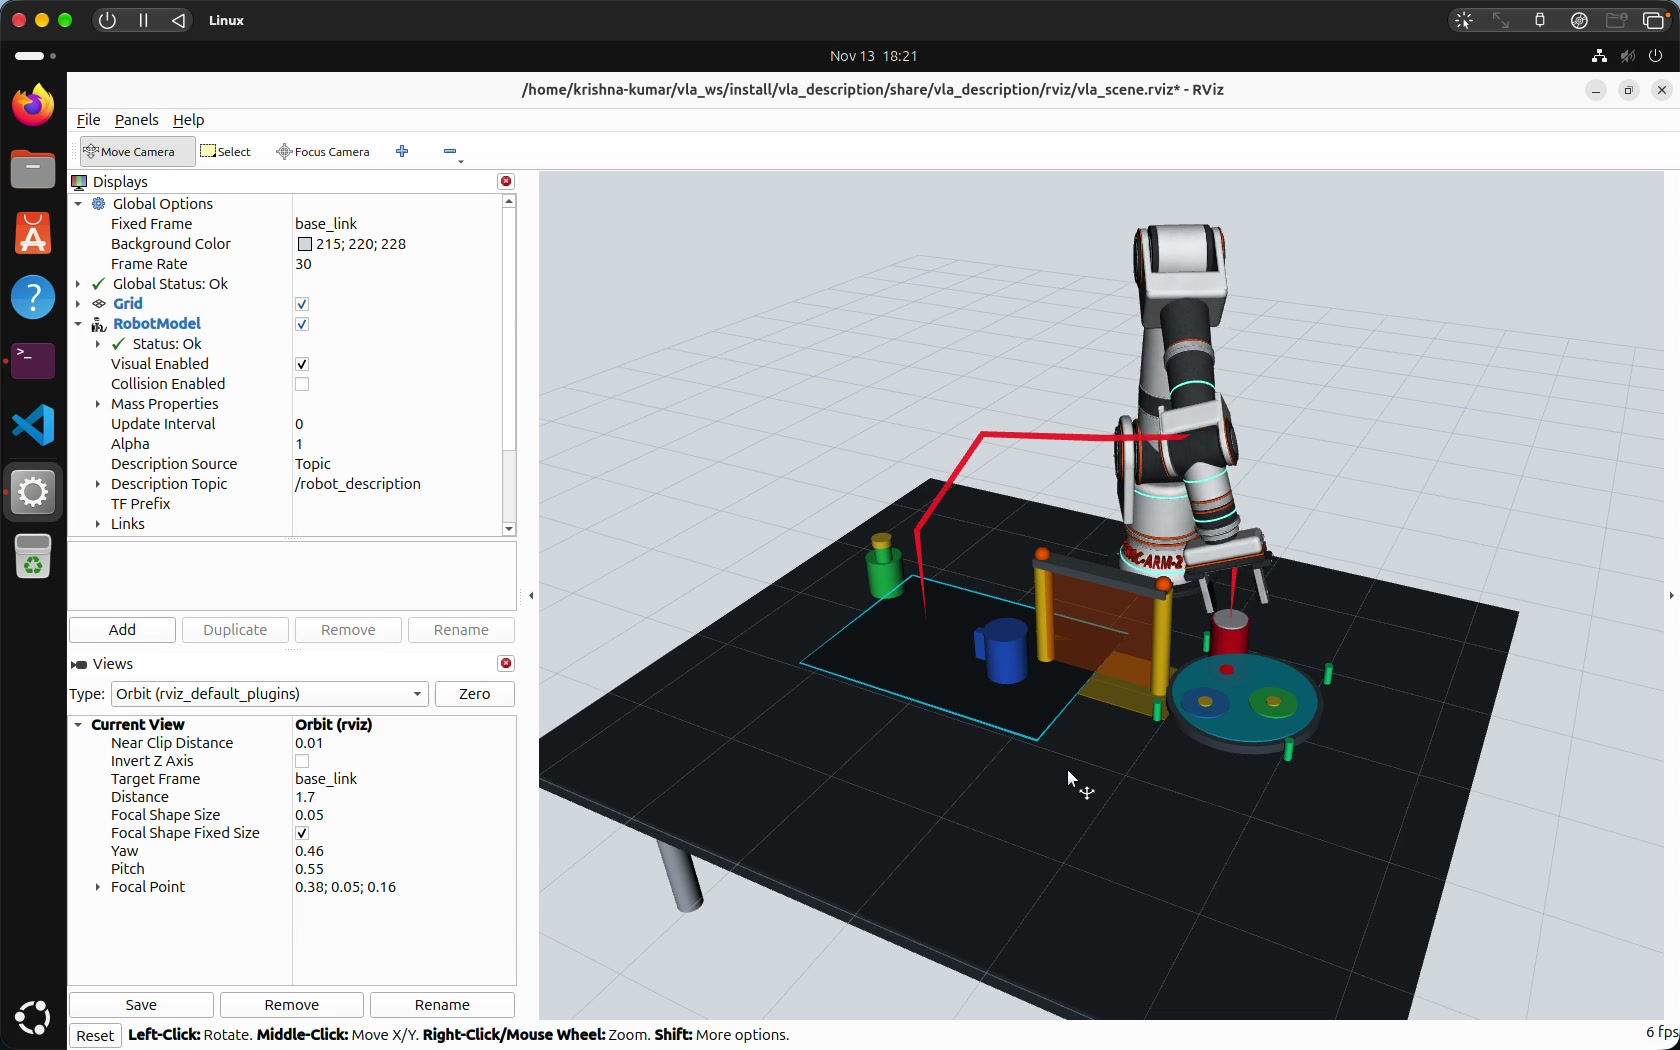 Linux
Nov 13 18:21
/home/krishna-kumar/vla_ws/install/vla_description/share/vla_description/rviz/vla_scene.rviz* - RViz
File Panels Help
Move Camera Select Focus Camera
Displays
Global Options
Fixed Frame base_link
Background Color 215; 220; 228
Frame Rate 30
Global Status: Ok
Grid
RobotModel
Status: Ok
Visual Enabled
Collision Enabled
Mass Properties
Update Interval 0
Alpha 1
Description Source Topic
Description Topic /robot_description
TF Prefix
Links
Add Duplicate Remove Rename
Views
Type: Orbit (rviz_default_plugins) Zero
Current View Orbit (rviz)
Near Clip Distance 0.01
Invert Z Axis
Target Frame base_link
Distance 1.7
Focal Shape Size 0.05
Focal Shape Fixed Size
Yaw 0.46
Pitch 0.55
Focal Point 0.38; 0.05; 0.16
Save Remove Rename
Reset Left-Click: Rotate. Middle-Click: Move X/Y. Right-Click/Mouse Wheel: Zoom. Shift: More options.
6 fps